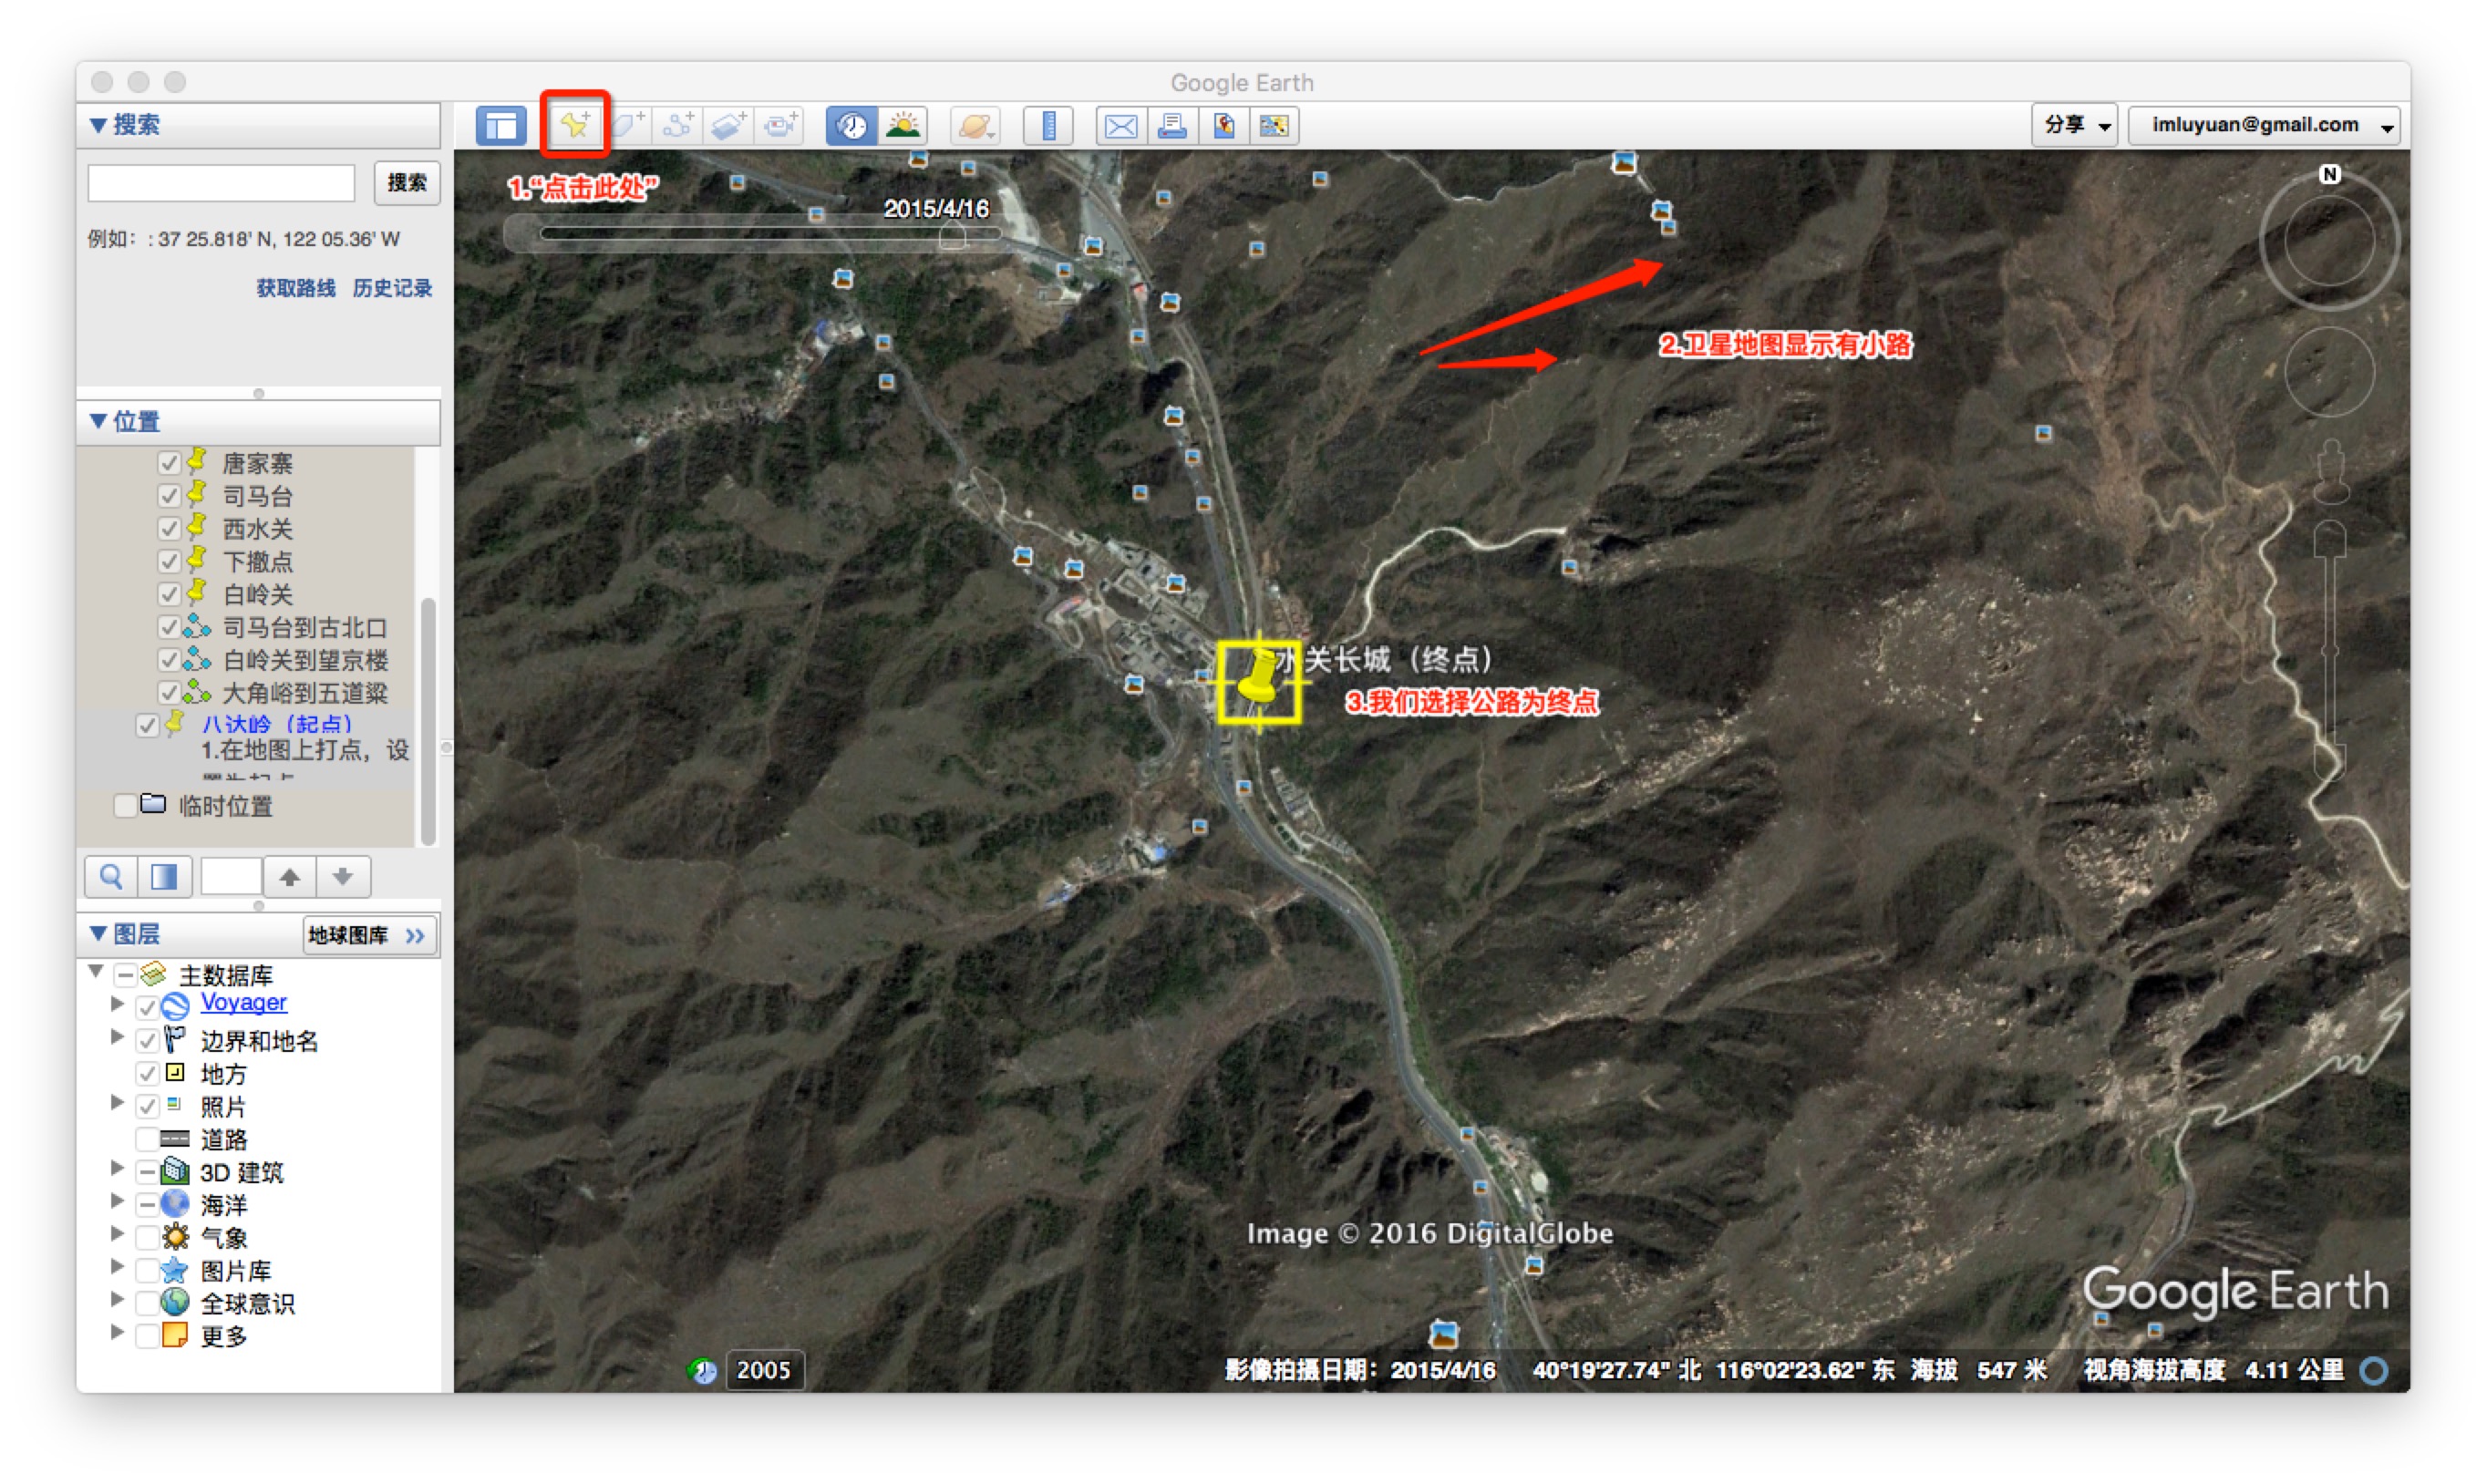 Google Earth
搜索
分享
imluyuan@gmail.com
搜索
例如：: 37 25.818' N, 122 05.36' W
获取路线 历史记录
位置
唐家寨
司马台
西水关
下撤点
白岭关
司马台到古北口
白岭关到望京楼
大角峪到五道梁
八达岭（起点）
1.在地图上打点，设
临时位置
图层
地球图库 >>
主数据库
Voyager
边界和地名
地方
照片
道路
3D 建筑
海洋
气象
图片库
全球意识
更多
1.“点击此处”
2015/4/16
N
2.卫星地图显示有小路
水关长城（终点）
3.我们选择公路为终点
Image © 2016 DigitalGlobe
Google Earth
2005
影像拍摄日期：2015/4/16 40°19'27.74" 北 116°02'23.62" 东 海拔 547 米 视角海拔高度 4.11 公里